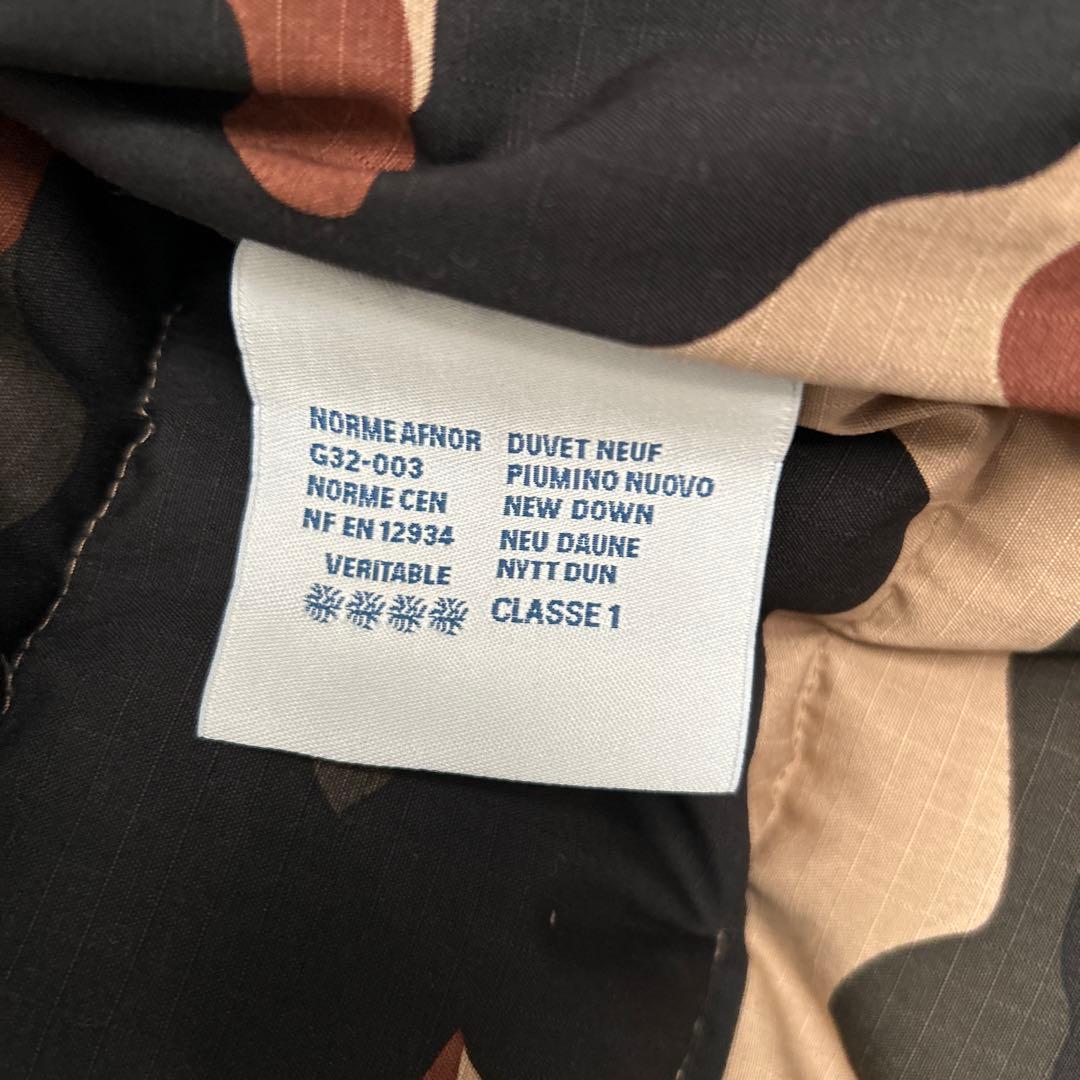 NORME AFNOR
G32-003
NORME CEN
NF EN 12934
VERITABLE
DUVET NEUF
PIUMINO NUOVO
NEW DOWN
NEU DAUNE
NYTT DUN
CLASSE 1